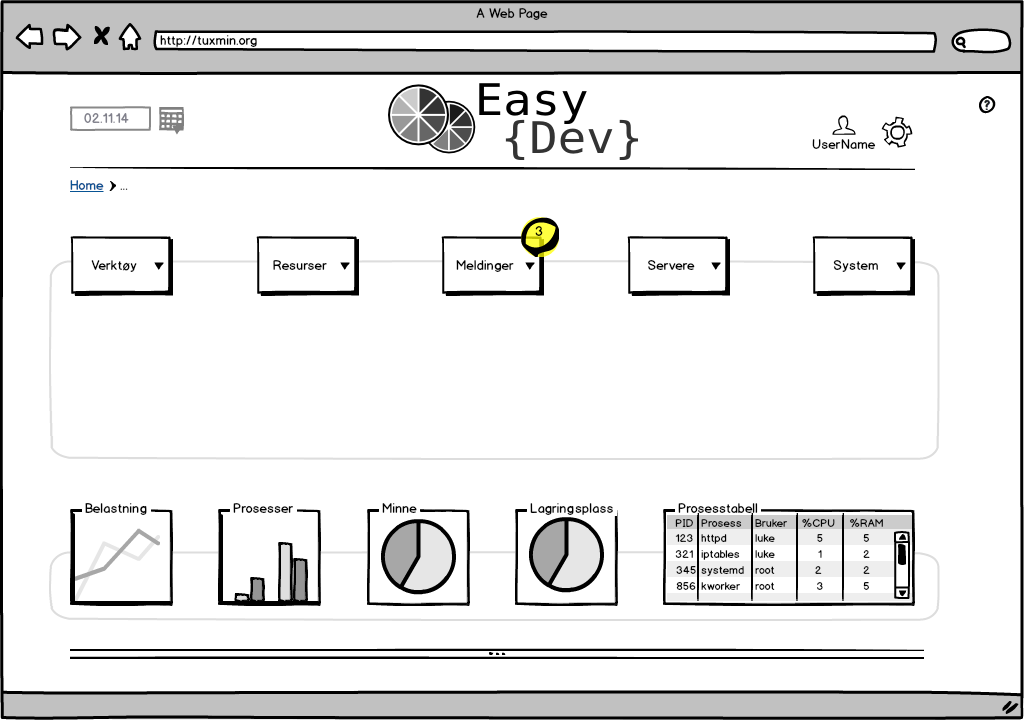 A Web Page
http://tuxmin.org
02.11.14
Easy
{Dev}
?
UserName
Home ...
Verktøy
Resurser
Meldinger
3
Servere
System
Belastning
Prosesser
Minne
Lagringsplass
Prosesstabell
PID Prosess Bruker %CPU %RAM
123 httpd luke 5 5
321 iptables luke 1 2
345 systemd root 2 2
856 kworker root 3 5